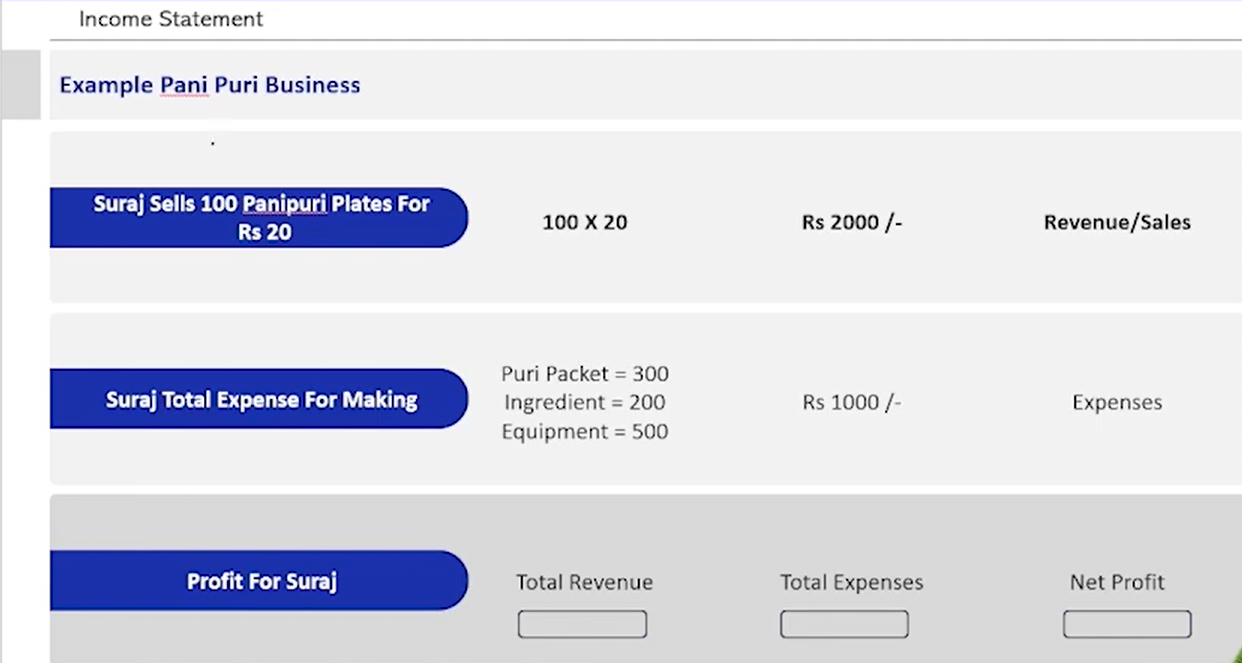 Income Statement
Example Pani Puri Business
Suraj Sells 100 Panipuri Plates For
Rs 20
100 X 20
Rs 2000 /-
Revenue/Sales
Suraj Total Expense For Making
Puri Packet = 300
Ingredient = 200
Equipment = 500
Rs 1000 /-
Expenses
Profit For Suraj
Total Revenue
Total Expenses
Net Profit